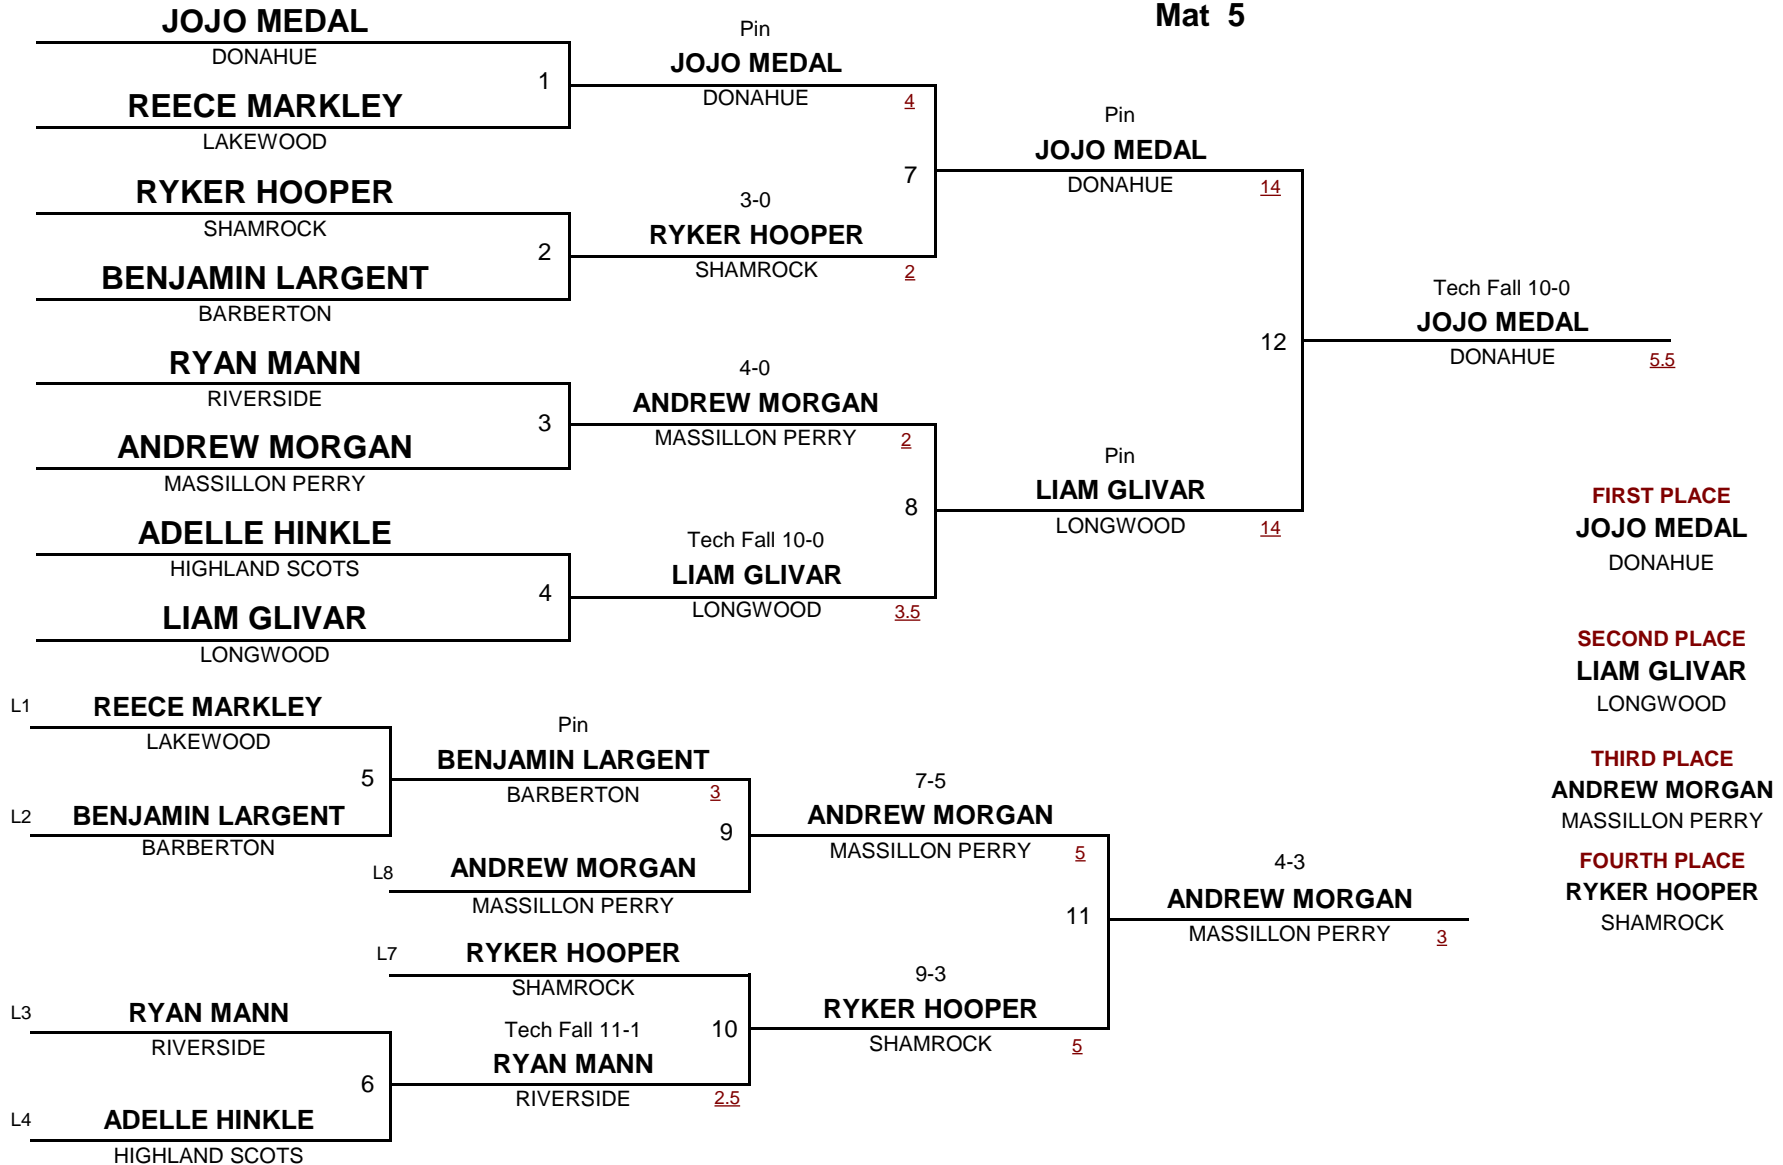 Mat 5
JOJO MEDAL
DONAHUE
1
REECE MARKLEY
LAKEWOOD
RYKER HOOPER
SHAMROCK
2
BENJAMIN LARGENT
BARBERTON
RYAN MANN
RIVERSIDE
3
ANDREW MORGAN
MASSILLON PERRY
ADELLE HINKLE
HIGHLAND SCOTS
4
LIAM GLIVAR
LONGWOOD
Pin
JOJO MEDAL
DONAHUE 4
7
3-0
RYKER HOOPER
SHAMROCK 2
4-0
ANDREW MORGAN
MASSILLON PERRY 2
8
Tech Fall 10-0
LIAM GLIVAR
LONGWOOD 3.5
Pin
JOJO MEDAL
DONAHUE 14
12
Pin
LIAM GLIVAR
LONGWOOD 14
Tech Fall 10-0
JOJO MEDAL
DONAHUE 5.5
FIRST PLACE
JOJO MEDAL
DONAHUE
SECOND PLACE
LIAM GLIVAR
LONGWOOD
THIRD PLACE
ANDREW MORGAN
MASSILLON PERRY
FOURTH PLACE
RYKER HOOPER
SHAMROCK
L1 REECE MARKLEY
LAKEWOOD
5
L2 BENJAMIN LARGENT
BARBERTON
L3 RYAN MANN
RIVERSIDE
6
L4 ADELLE HINKLE
HIGHLAND SCOTS
Pin
BENJAMIN LARGENT
BARBERTON 3
9
L8 ANDREW MORGAN
MASSILLON PERRY
L7 RYKER HOOPER
SHAMROCK
Tech Fall 11-1 10
RYAN MANN
RIVERSIDE 2.5
7-5
ANDREW MORGAN
MASSILLON PERRY 5
11
9-3
RYKER HOOPER
SHAMROCK 5
4-3
ANDREW MORGAN
MASSILLON PERRY 3